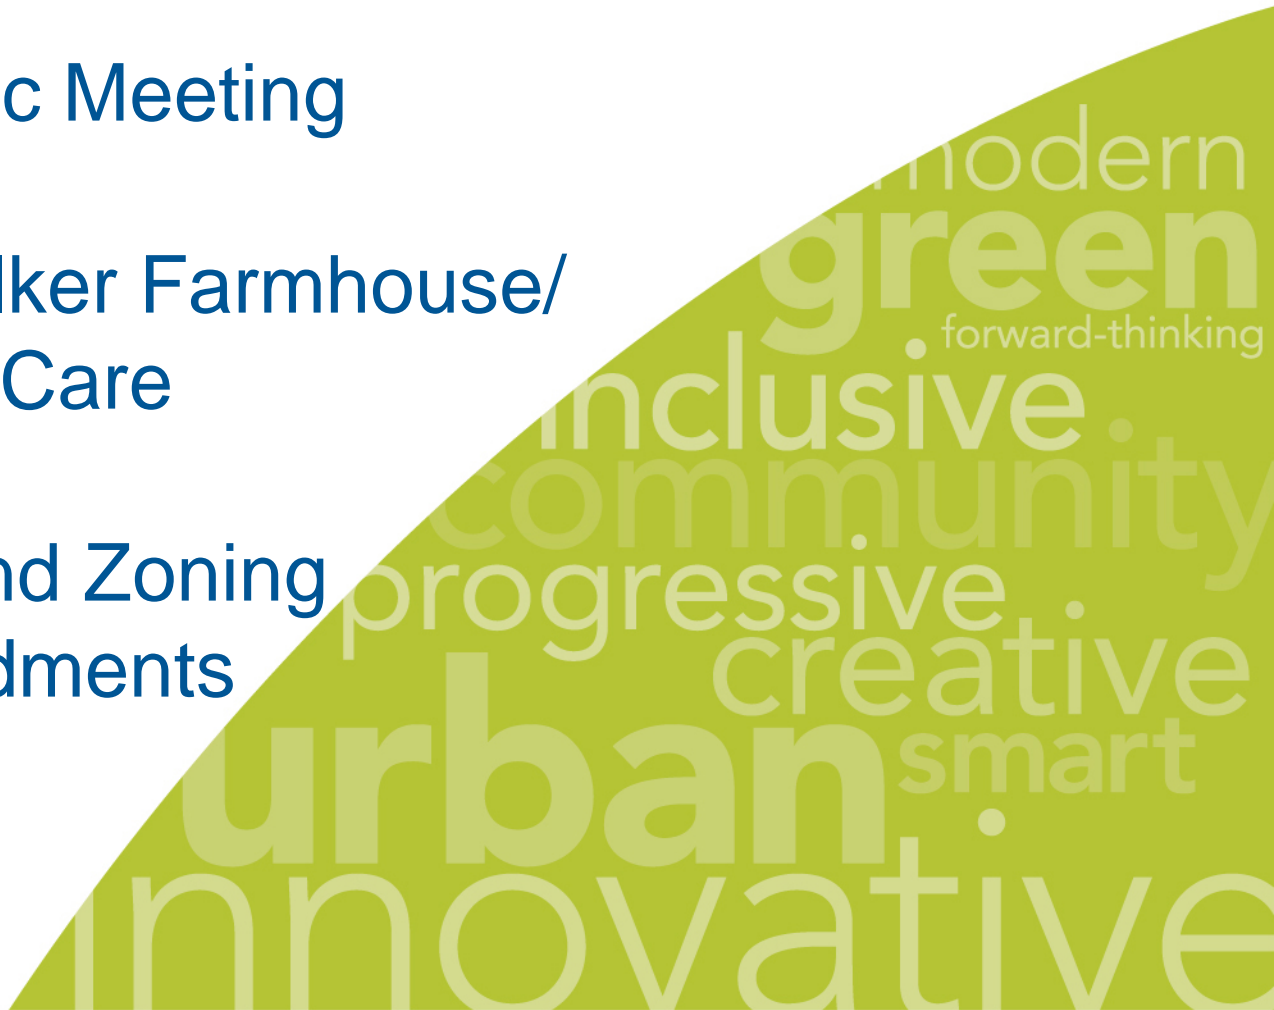 c Meeting
lker Farmhouse/
Care
nd Zoning
dments
modern
green
forward-thinking
inclusive
community
progressive
creative
urban
smart
innovative